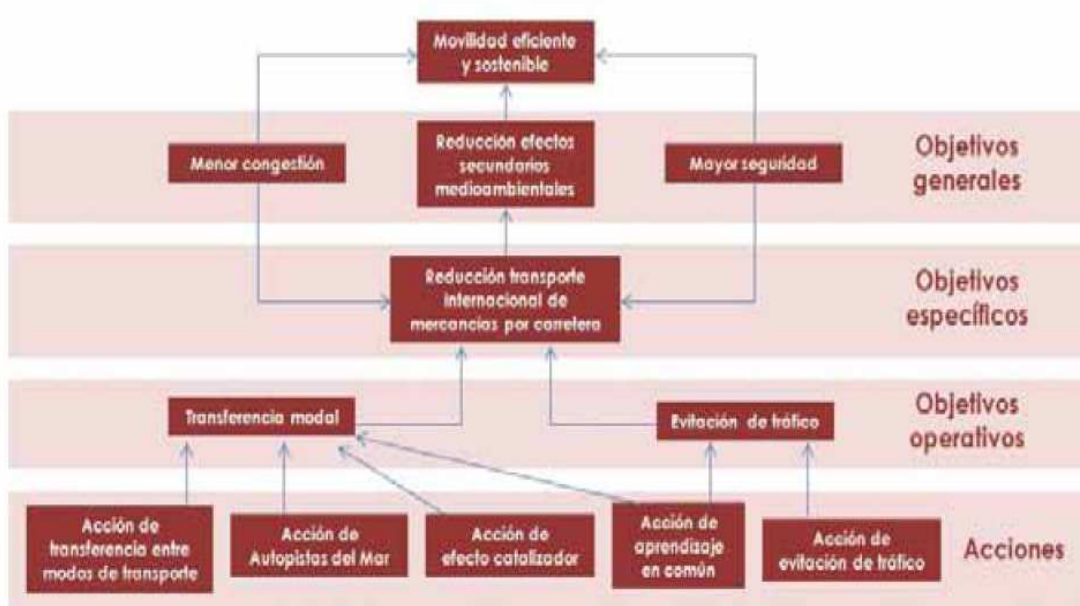 Movilidad eficiente
y sostenible
Menor congestión
Reducción efectos
secundarios
medioambientales
Mayor seguridad
Objetivos
generales
Reducción transporte
internacional de
mercancías por carretera
Objetivos
específicos
Transferencia modal
Evitación de tráfico
Objetivos
operativos
Acción de
transferencia entre
modos de transporte
Acción de
Autopistas del Mar
Acción de
efecto catalizador
Acción de
aprendizaje
en común
Acción de
evitación de tráfico
Acciones